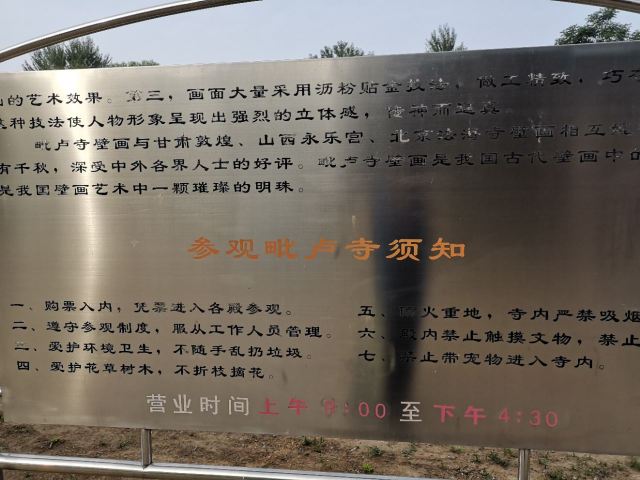 的艺术效果。第三，画面大量采用沥粉贴金技法，做工精致，巧
这种技法使人物形象呈现出强烈的立体感，传神而逼真。
毗卢寺壁画与甘肃敦煌、山西永乐宫、北京法海寺壁画相互
有千秋，深受中外各界人士的好评。毗卢寺壁画是我国古代壁画中的
是我国壁画艺术中一颗璀璨的明珠。
参观毗卢寺须知
一、购票入内，凭票进入各殿参观。
二、遵守参观制度，服从工作人员管理。
三、爱护环境卫生，不随手乱扔垃圾。
四、爱护花草树木，不折枝摘花。
五、防火重地，寺内严禁吸烟
六、殿内禁止触摸文物，禁止
七、禁止带宠物进入寺内。
营业时间上午 :00 至下午 4:30